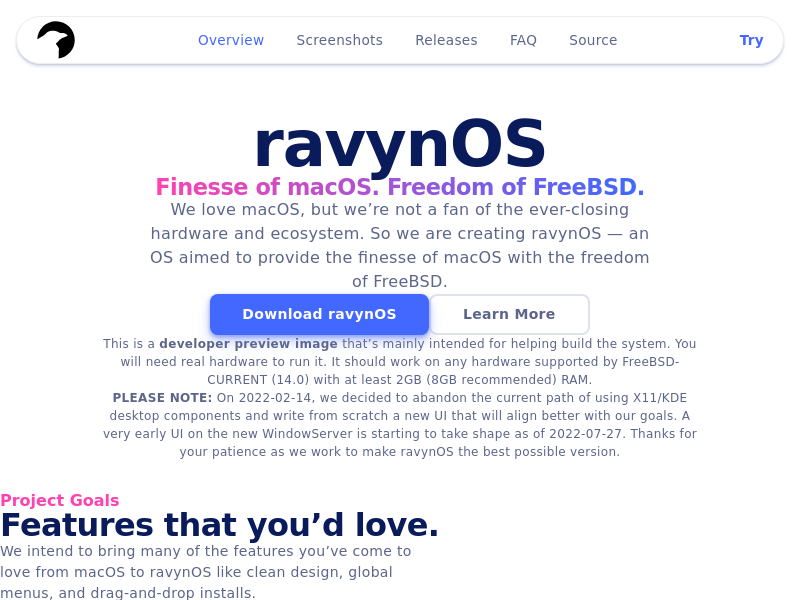 Overview Screenshots Releases FAQ Source Try
ravynOS
Finesse of macOS. Freedom of FreeBSD.
We love macOS, but we’re not a fan of the ever-closing
hardware and ecosystem. So we are creating ravynOS — an
OS aimed to provide the finesse of macOS with the freedom
of FreeBSD.
Download ravynOS Learn More
This is a developer preview image that’s mainly intended for helping build the system. You
will need real hardware to run it. It should work on any hardware supported by FreeBSD-
CURRENT (14.0) with at least 2GB (8GB recommended) RAM.
PLEASE NOTE: On 2022-02-14, we decided to abandon the current path of using X11/KDE
desktop components and write from scratch a new UI that will align better with our goals. A
very early UI on the new WindowServer is starting to take shape as of 2022-07-27. Thanks for
your patience as we work to make ravynOS the best possible version.
Project Goals
Features that you’d love.
We intend to bring many of the features you’ve come to
love from macOS to ravynOS like clean design, global
menus, and drag-and-drop installs.